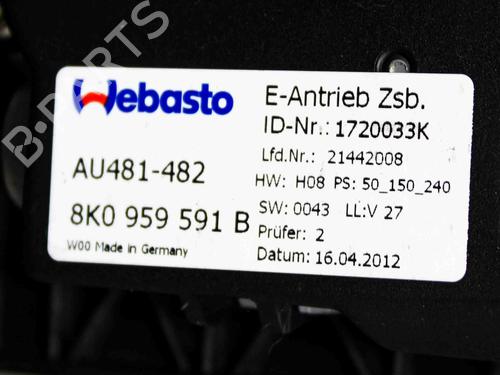 B-PARTS
Webasto
AU481-482
8K0 959 591 B
W00 Made in Germany
E-Antrieb Zsb.
ID-Nr.: 1720033K
Lfd.Nr.: 21442008
HW: H08 PS: 50_150_240
SW: 0043 LL:V 27
Prüfer: 2
Datum: 16.04.2012